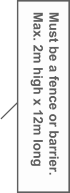 Must be a fence or barrier.
Max. 2m high x 12m long